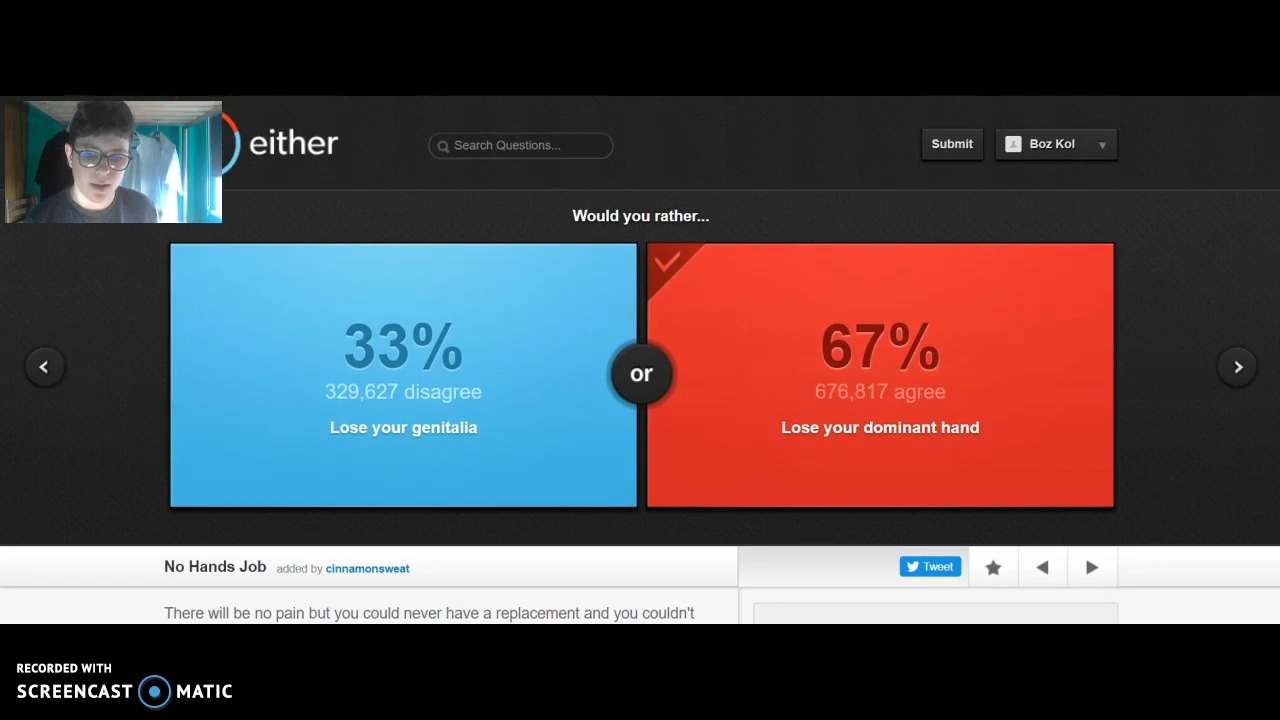 either
Search Questions...
Submit
Boz Kol
Would you rather...
33%
329,627 disagree
Lose your genitalia
or
67%
676,817 agree
Lose your dominant hand
No Hands Job added by cinnamonsweat
Tweet
There will be no pain but you could never have a replacement and you couldn't
RECORDED WITH
SCREENCAST MATIC